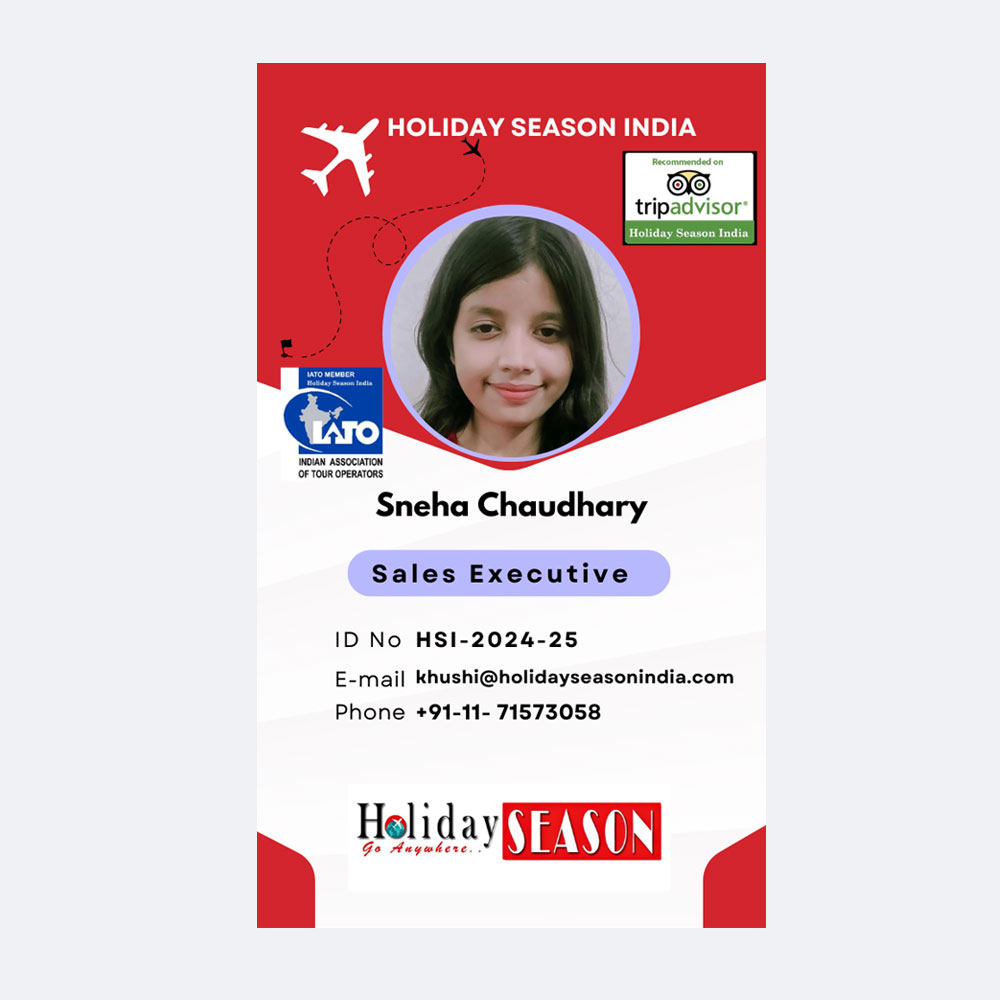 HOLIDAY SEASON INDIA
Recommended on
tripadvisor®
Holiday Season India
IATO MEMBER
Holiday Season India
IATO
INDIAN ASSOCIATION
OF TOUR OPERATORS
Sneha Chaudhary
Sales Executive
ID No HSI-2024-25
E-mail khushi@holidayseasonindia.com
Phone +91-11- 71573058
Holiday SEASON
Go Anywhere..